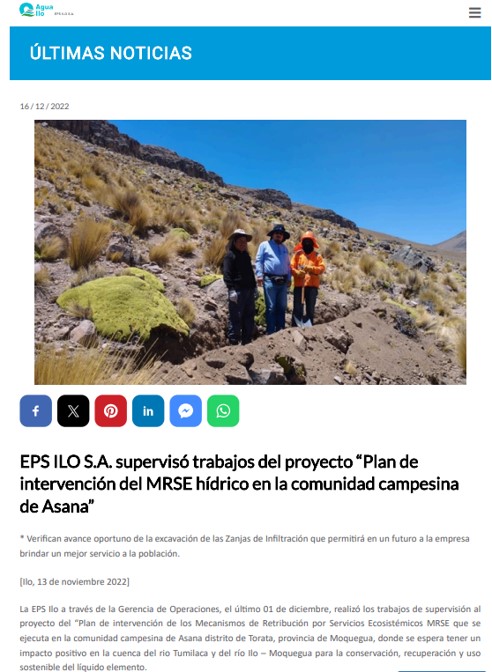 Agua
Ilo
ÚLTIMAS NOTICIAS
16 / 12 / 2022
EPS ILO S.A. supervisó trabajos del proyecto “Plan de
intervención del MRSE hídrico en la comunidad campesina
de Asana”
* Verifican avance oportuno de la excavación de las Zanjas de Infiltración que permitirá en un futuro a la empresa
brindar un mejor servicio a la población.
[Ilo, 13 de noviembre 2022]
La EPS Ilo a través de la Gerencia de Operaciones, el último 01 de diciembre, realizó los trabajos de supervisión al
proyecto del “Plan de intervención de los Mecanismos de Retribución por Servicios Ecosistémicos MRSE que se
ejecuta en la comunidad campesina de Asana distrito de Torata, provincia de Moquegua, donde se espera tener un
impacto positivo en la cuenca del rio Tumilaca y del río Ilo – Moquegua para la conservación, recuperación y uso
sostenible del líquido elemento.